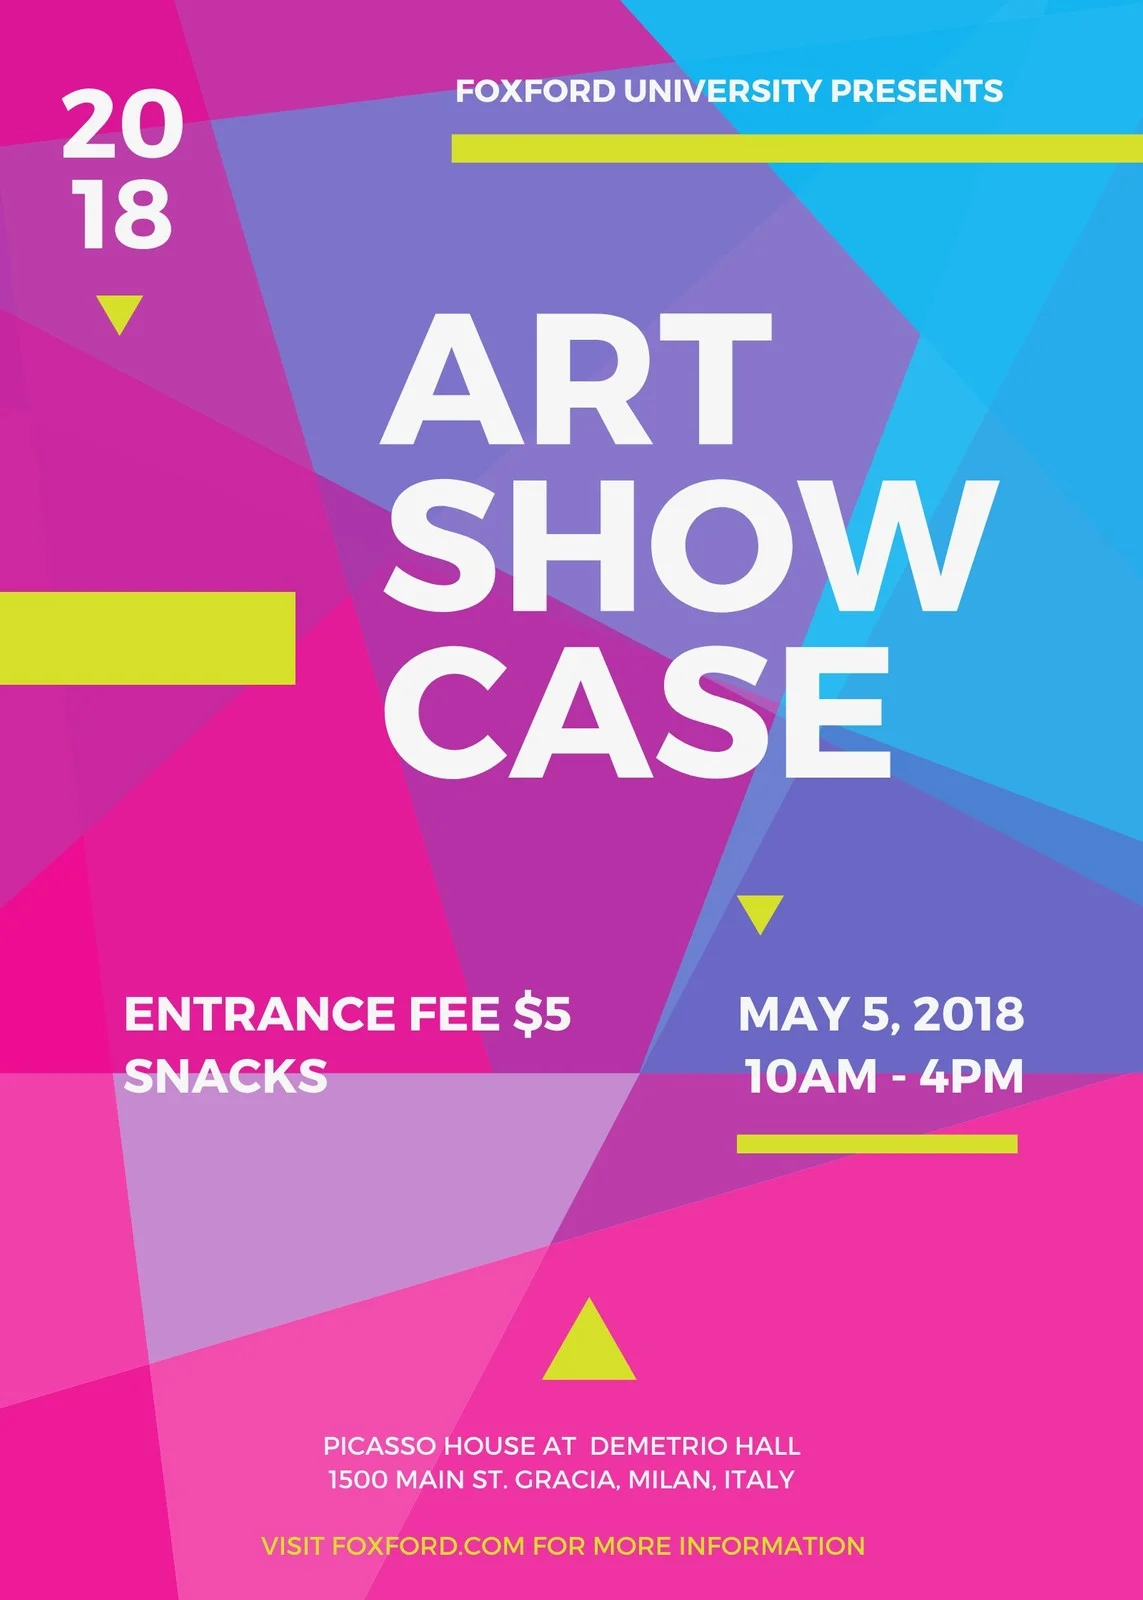 20
18
FOXFORD UNIVERSITY PRESENTS
ART
SHOW
CASE
ENTRANCE FEE $5
SNACKS
MAY 5, 2018
10AM - 4PM
PICASSO HOUSE AT  DEMETRIO HALL
1500 MAIN ST. GRACIA, MILAN, ITALY
VISIT FOXFORD.COM FOR MORE INFORMATION